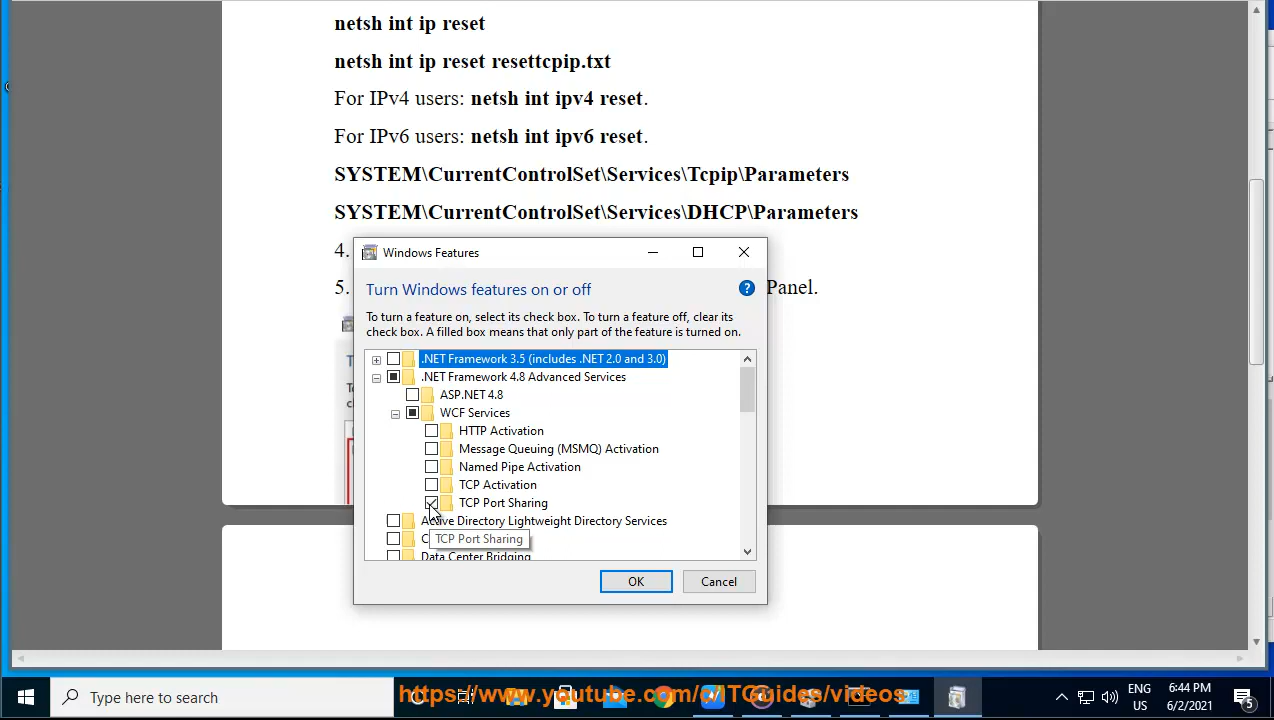 netsh int ip reset
netsh int ip reset resettcpip.txt
For IPv4 users: netsh int ipv4 reset.
For IPv6 users: netsh int ipv6 reset.
SYSTEM\CurrentControlSet\Services\Tcpip\Parameters
SYSTEM\CurrentControlSet\Services\DHCP\Parameters
4.
5. Panel.
Windows Features
Turn Windows features on or off
To turn a feature on, select its check box. To turn a feature off, clear its
check box. A filled box means that only part of the feature is turned on.
.NET Framework 3.5 (includes .NET 2.0 and 3.0)
.NET Framework 4.8 Advanced Services
ASP.NET 4.8
WCF Services
HTTP Activation
Message Queuing (MSMQ) Activation
Named Pipe Activation
TCP Activation
TCP Port Sharing
Active Directory Lightweight Directory Services
TCP Port Sharing
Data Center Bridging
OK Cancel
Type here to search
https://www.youtube.com/c/ITGuides/videos
ENG
US
6:44 PM
6/2/2021
5